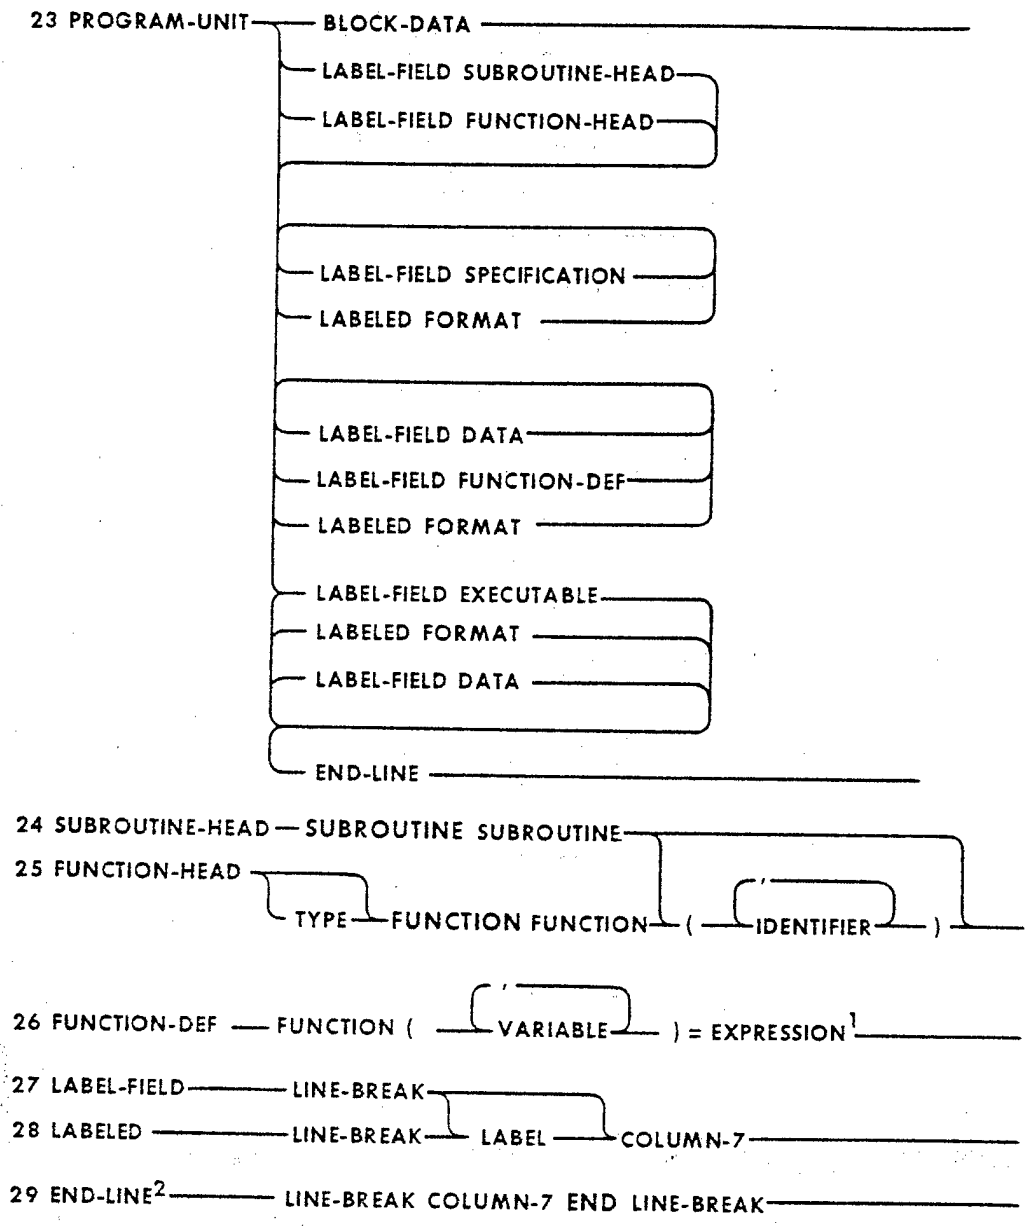 23 PROGRAM-UNIT BLOCK-DATA
LABEL-FIELD SUBROUTINE-HEAD
LABEL-FIELD FUNCTION-HEAD
LABEL-FIELD SPECIFICATION
LABELED FORMAT
LABEL-FIELD DATA
LABEL-FIELD FUNCTION-DEF
LABELED FORMAT
LABEL-FIELD EXECUTABLE
LABELED FORMAT
LABEL-FIELD DATA
END-LINE
24 SUBROUTINE-HEAD SUBROUTINE SUBROUTINE
25 FUNCTION-HEAD
,
TYPE FUNCTION FUNCTION ( IDENTIFIER )
,
26 FUNCTION-DEF FUNCTION ( VARIABLE ) = EXPRESSION1
27 LABEL-FIELD LINE-BREAK
28 LABELED LINE-BREAK LABEL COLUMN-7
29 END-LINE2 LINE-BREAK COLUMN-7 END LINE-BREAK